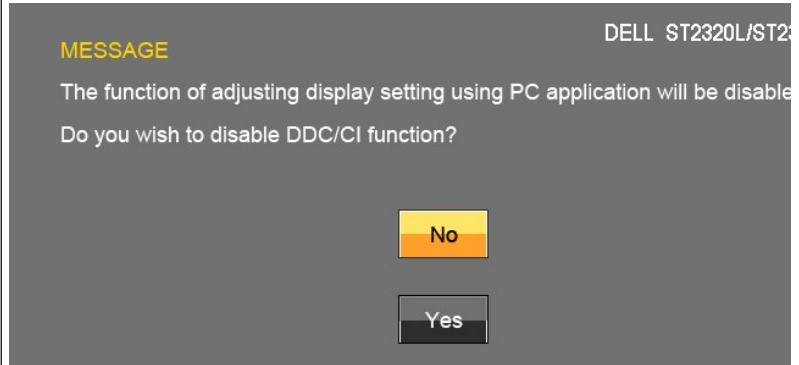 DELL ST2320L/ST23
MESSAGE
The function of adjusting display setting using PC application will be disable
Do you wish to disable DDC/CI function?
No
Yes